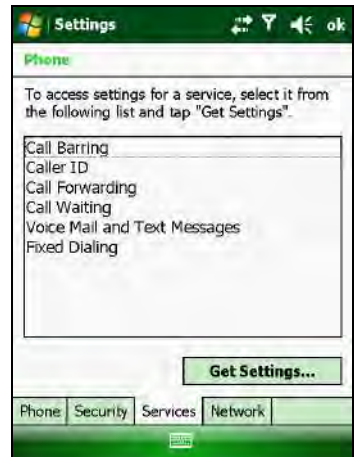 Settings
ok
Phone
To access settings for a service, select it from
the following list and tap "Get Settings".
Call Barring
Caller ID
Call Forwarding
Call Waiting
Voice Mail and Text Messages
Fixed Dialing
Get Settings...
Phone Security Services Network